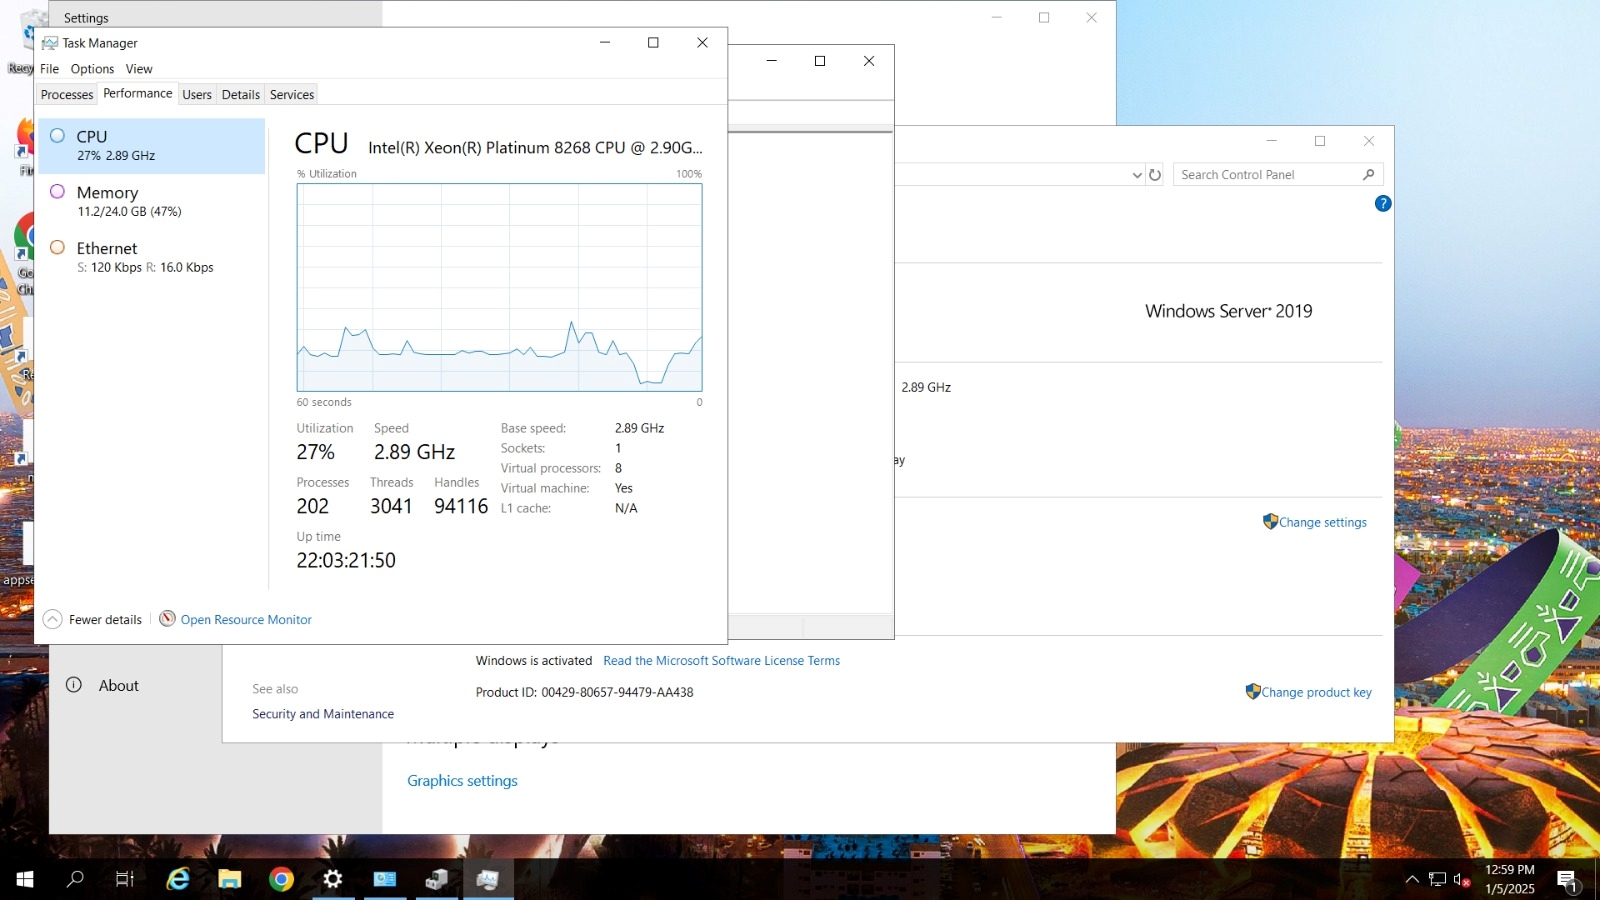 Settings
Task Manager
File Options View
Processes Performance Users Details Services
CPU
27% 2.89 GHz
Memory
11.2/24.0 GB (47%)
Ethernet
S: 120 Kbps R: 16.0 Kbps
CPU Intel(R) Xeon(R) Platinum 8268 CPU @ 2.90G...
% Utilization 100%
60 seconds 0
Utilization Speed
27% 2.89 GHz
Processes Threads Handles
202 3041 94116
Up time
22:03:21:50
Base speed: 2.89 GHz
Sockets: 1
Virtual processors: 8
Virtual machine: Yes
L1 cache: N/A
Fewer details Open Resource Monitor
Search Control Panel
?
Windows Server 2019
2.89 GHz
ay
Change settings
Windows is activated Read the Microsoft Software License Terms
Product ID: 00429-80657-94479-AA438
Change product key
See also
Security and Maintenance
About
Graphics settings
Recy
Fir
Go
Ch
Re
appse
12:59 PM
1/5/2025
1